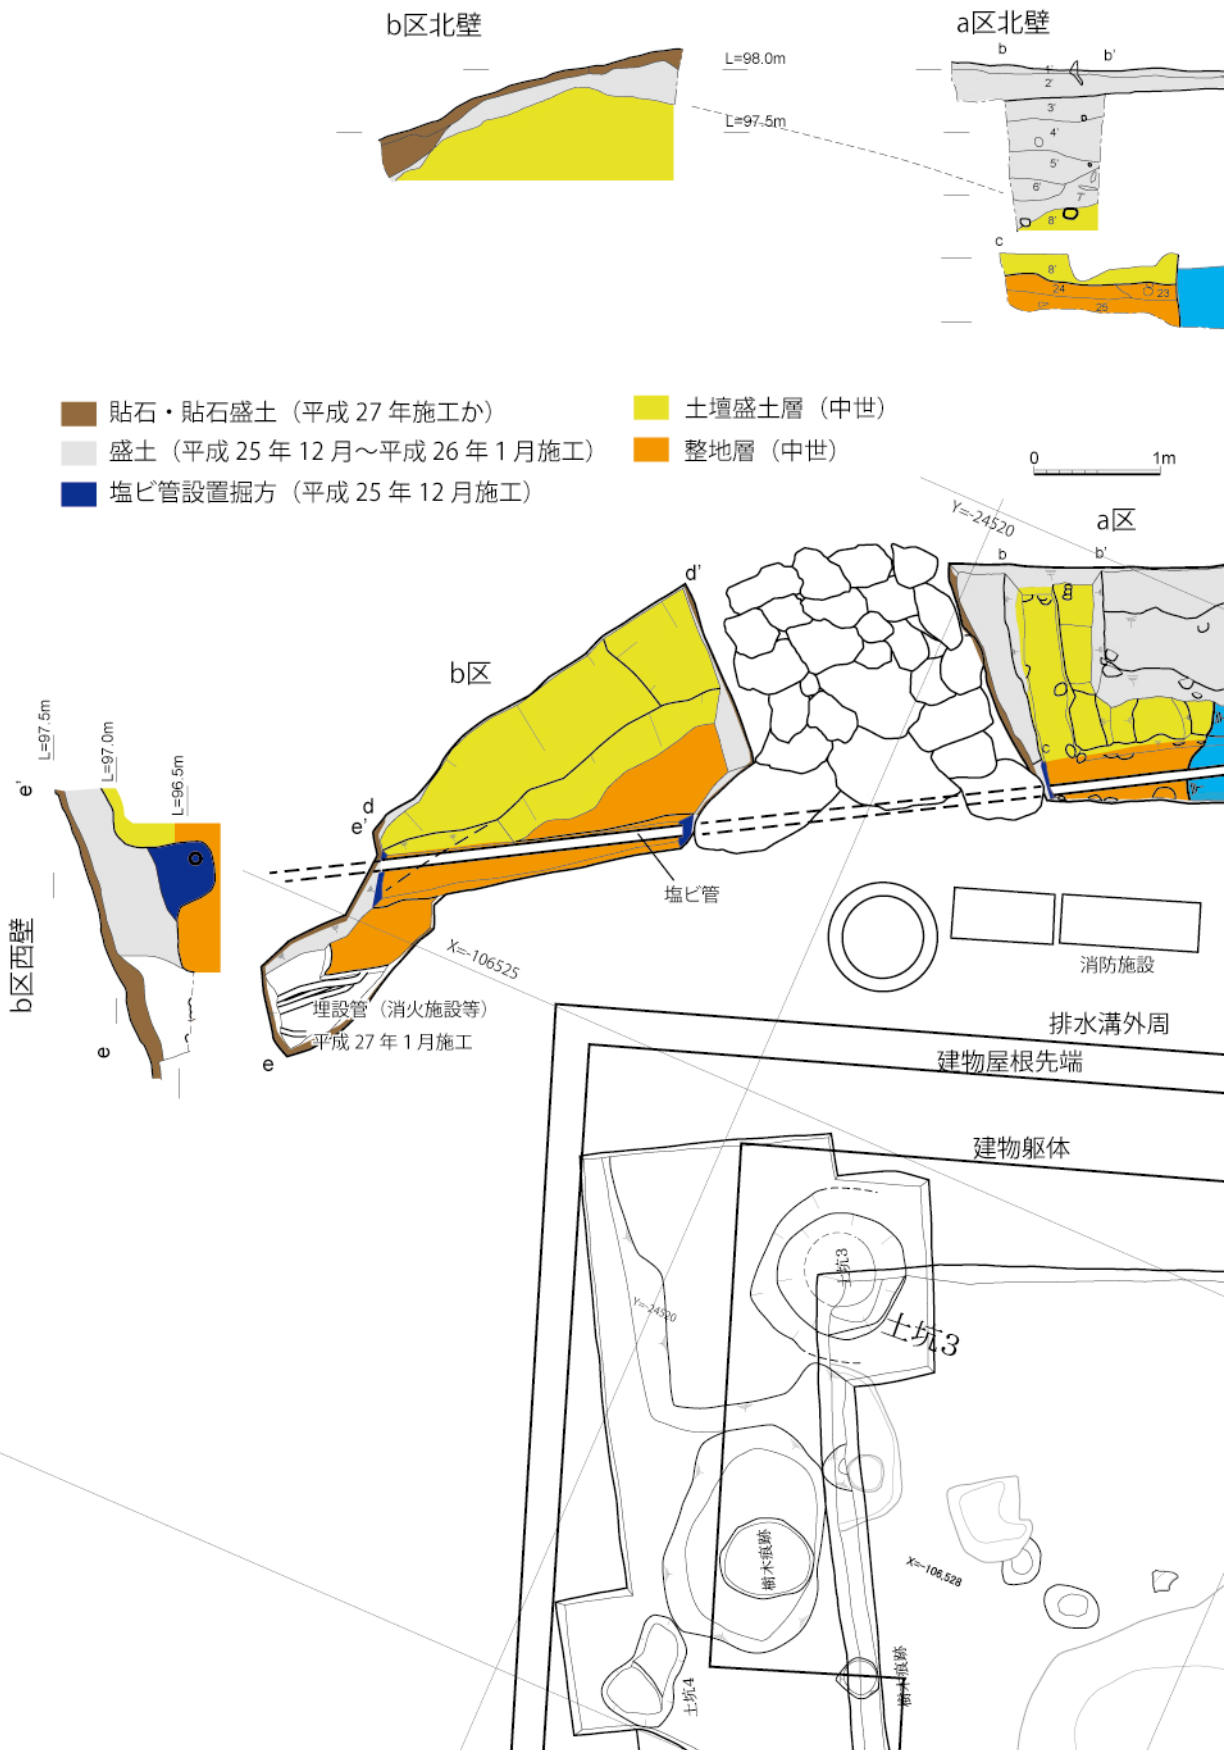 b区北壁
a区北壁
b
b'
L=98.0m
1'
2'
L=97.5m
3'
4'
5'
6'
7'
8'
c
8'
24
23
25
貼石・貼石盛土（平成 27 年施工か）
土壇盛土層（中世）
盛土（平成 25 年 12 月～平成 26 年 1 月施工）
整地層（中世）
塩ビ管設置掘方（平成 25 年 12 月施工）
0
1m
Y=-24520
a区
b
b'
d'
b区
c
L=97.5m
L=97.0m
L=96.5m
e'
d
e'
塩ビ管
b区西壁
X=-106525
消防施設
埋設管（消火施設等）
平成 27 年 1 月施工
排水溝外周
e
e
建物屋根先端
建物躯体
土坑3
Y=-24520
土坑3
樹木痕跡
X=-106,528
樹木痕跡
土坑4